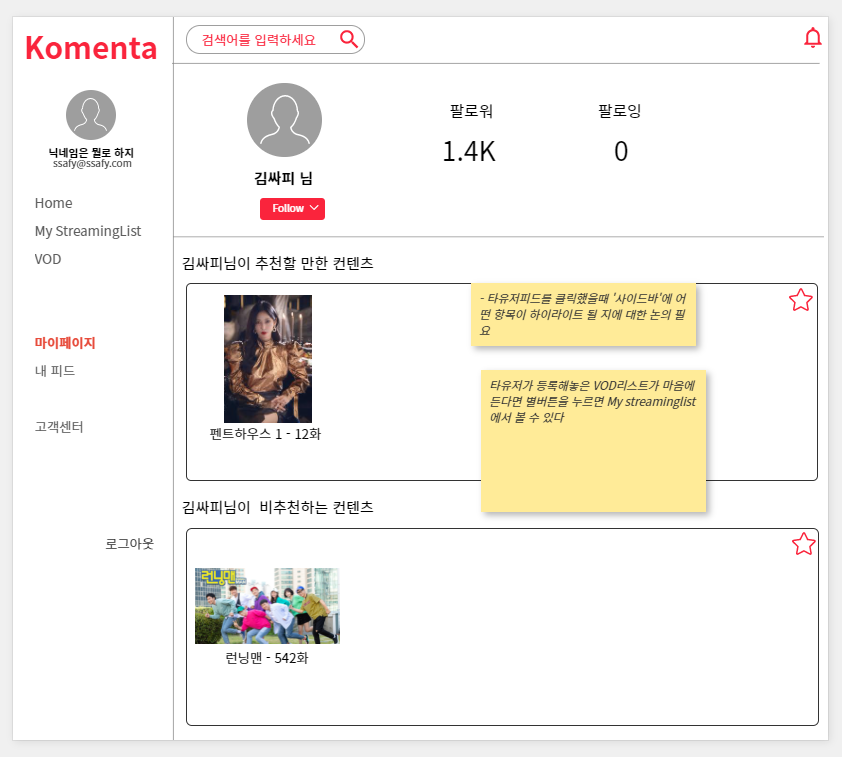 Komenta
검색어를 입력하세요
닉네임은 뭘로 하지
ssafy@ssafy.com
Home
My StreamingList
VOD
마이페이지
내 피드
고객센터
로그아웃
김싸피 님
Follow
팔로워
1.4K
팔로잉
0
김싸피님이 추천할 만한 컨텐츠
펜트하우스 1 - 12화
- 타유저피드를 클릭했을때 '사이드바'에 어
떤 항목이 하이라이트 될 지에 대한 논의 필
요
타유저가 등록해놓은 VOD리스트가 마음에
든다면 별버튼을 누르면 My streaminglist
에서 볼 수 있다
김싸피님이 비추천하는 컨텐츠
런닝맨
런닝맨 - 542화